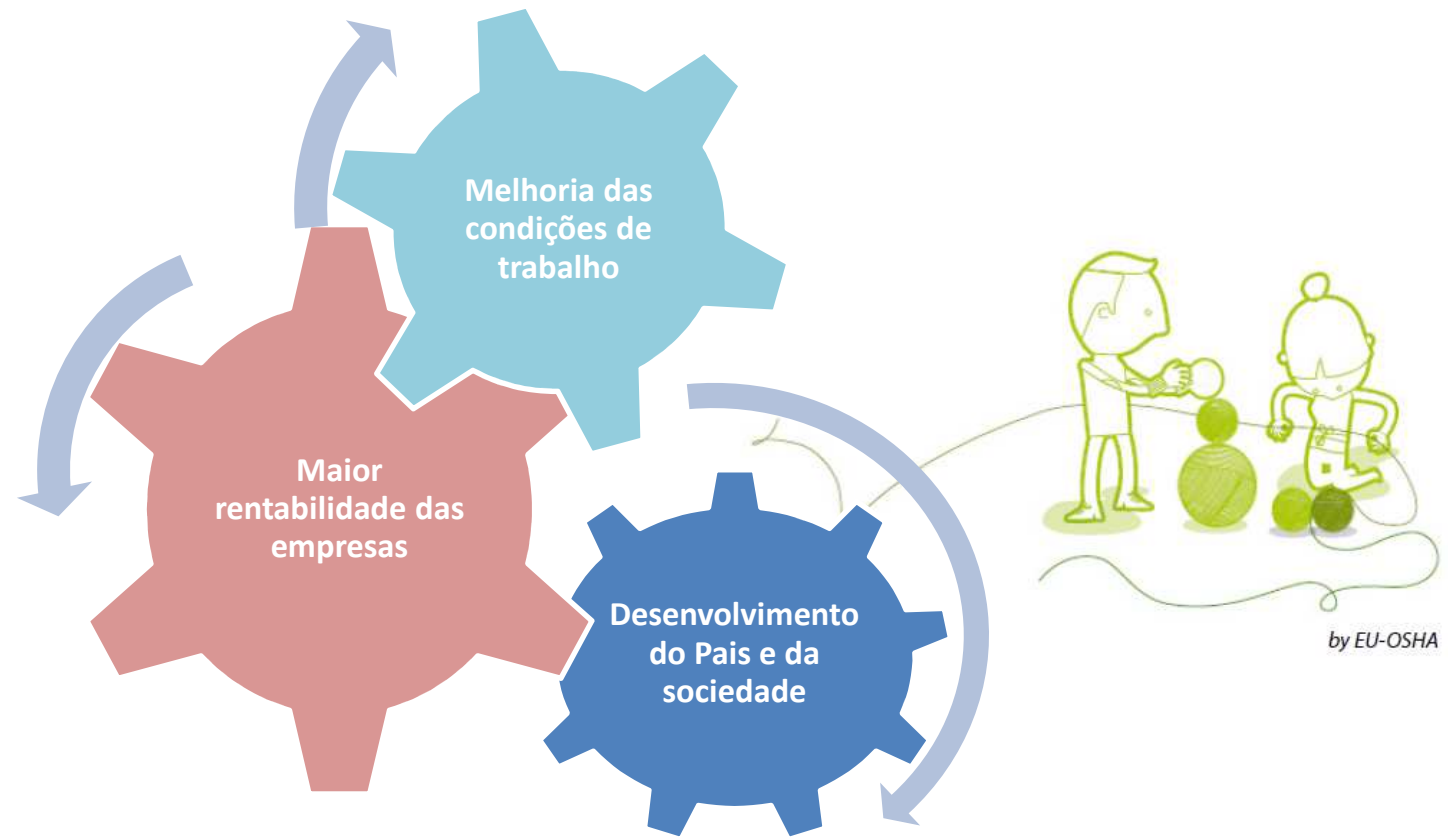 Melhoria das
condições de
trabalho
Maior
rentabilidade das
empresas
Desenvolvimento
do Pais e da
sociedade
by EU-OSHA